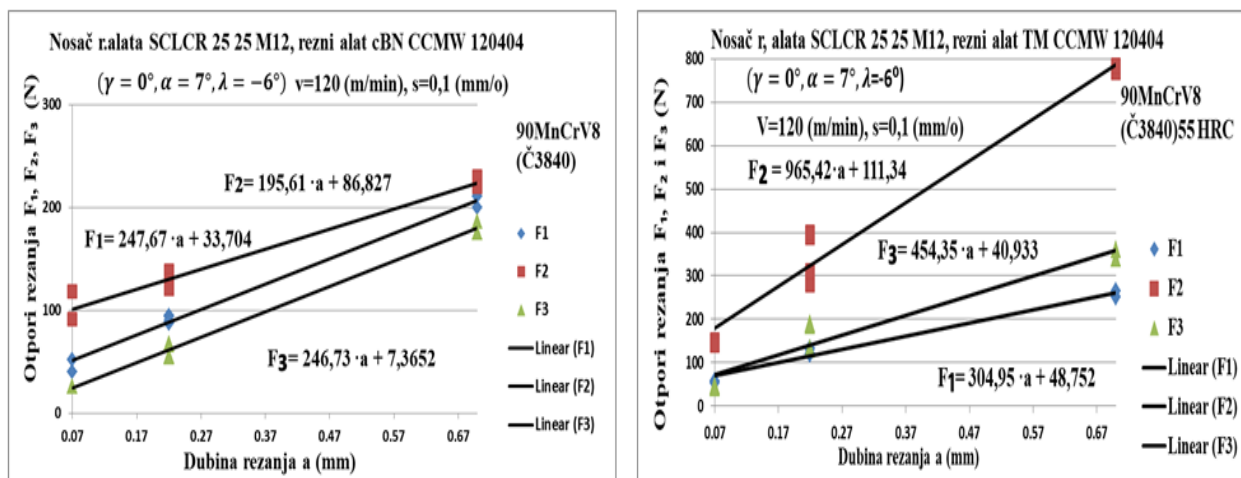 Nosač r.alata SCLCR 25 25 M12, rezni alat cBN CCMW 120404
(γ = 0°, α = 7°, λ = −6°) v=120 (m/min), s=0,1 (mm/o)
Otpori rezanja F₁, F₂, F₃ (N)
300
200
100
0
90MnCrV8
(Č3840)
F2= 195,61 ·a + 86,827
F1= 247,67 ·a + 33,704
F3= 246,73 ·a + 7,3652
F1
F2
F3
Linear (F1)
Linear (F2)
Linear (F3)
0.07 0.17 0.27 0.37 0.47 0.57 0.67
Dubina rezanja a (mm)
Nosač r, alata SCLCR 25 25 M12, rezni alat TM CCMW 120404
(γ = 0°, α = 7°, λ=-6⁰)
V=120 (m/min), s=0,1 (mm/o)
Otpori rezanja F₁, F₂ i F₃ (N)
800
700
600
500
400
300
200
100
0
90MnCrV8
(Č3840)55 HRC
F2 = 965,42·a + 111,34
F3= 454,35 ·a + 40,933
F1= 304,95 ·a + 48,752
F1
F2
F3
Linear (F1)
Linear (F2)
Linear (F3)
0.07 0.17 0.27 0.37 0.47 0.57 0.67
Dubina rezanja a (mm)